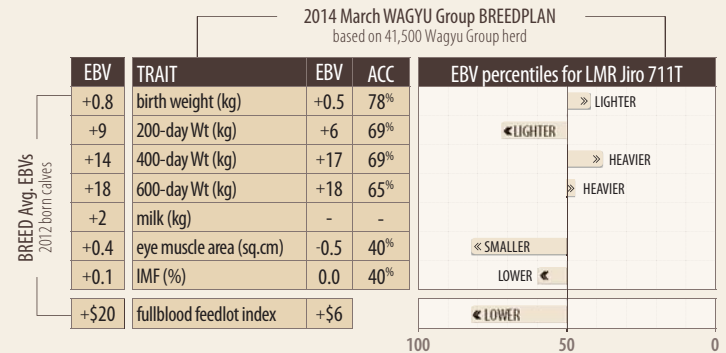 2014 March WAGYU Group BREEDPLAN
based on 41,500 Wagyu Group herd
EBV TRAIT EBV ACC EBV percentiles for LMR Jiro 711T
+0.8 birth weight (kg) +0.5 78% » LIGHTER
+9 200-day Wt (kg) +6 69% «LIGHTER
+14 400-day Wt (kg) +17 69% » HEAVIER
+18 600-day Wt (kg) +18 65% » HEAVIER
+2 milk (kg) - -
+0.4 eye muscle area (sq.cm) -0.5 40% « SMALLER
+0.1 IMF (%) 0.0 40% LOWER «
+$20 fullblood feedlot index +$6 « LOWER
100 50 0
BREED Avg. EBVs
2012 born calves